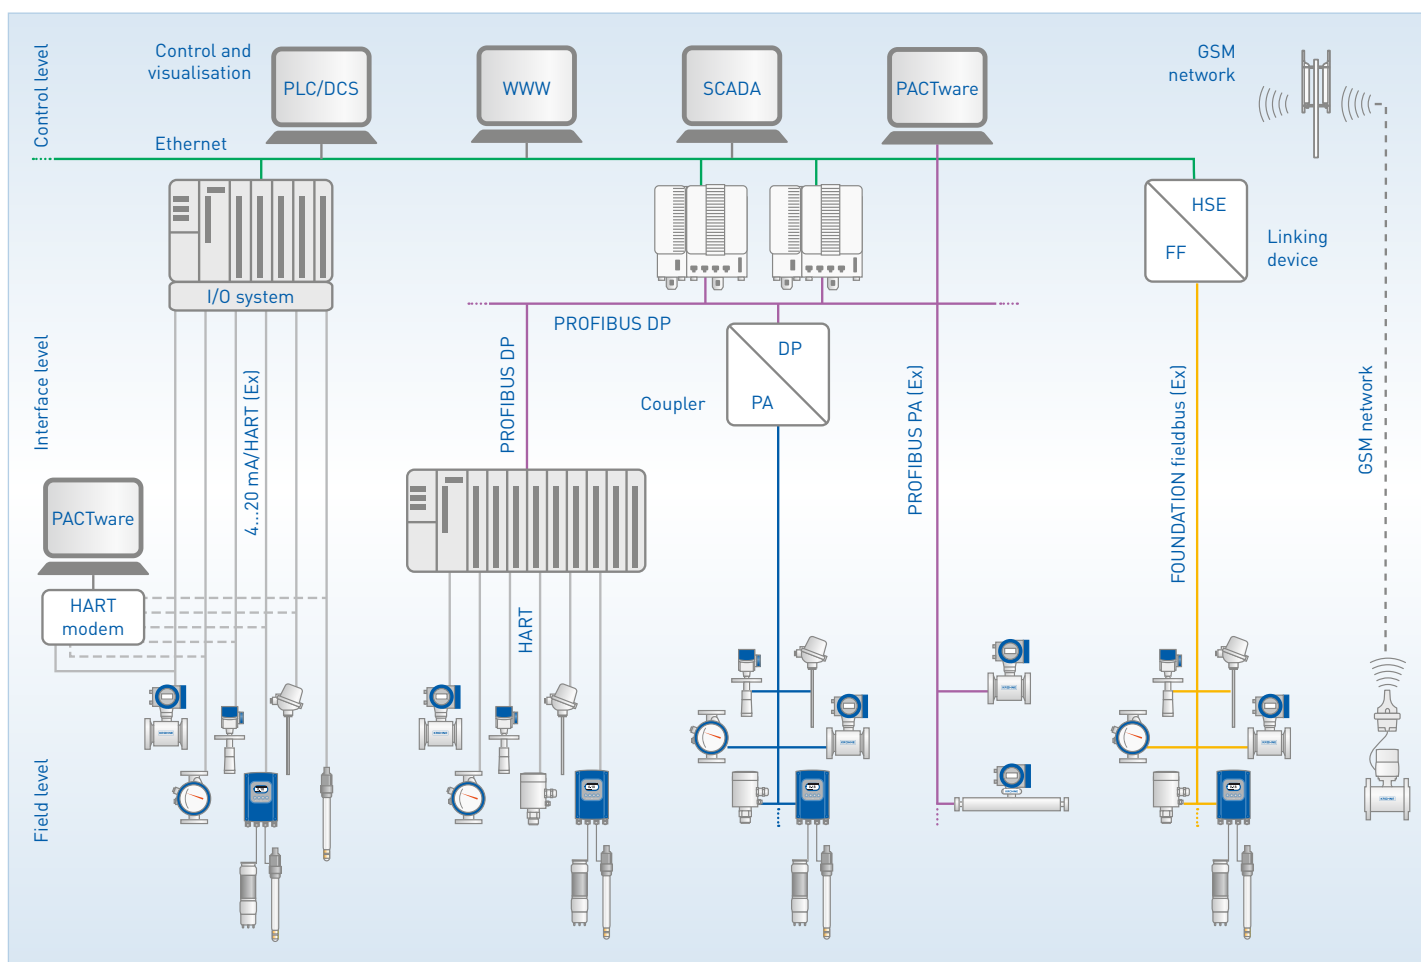 Control level
Control and
visualisation
PLC/DCS
WWW
SCADA
PACTware
GSM
network
Ethernet
HSE
FF
Linking
device
I/O system
PROFIBUS DP
Interface level
4...20 mA/HART (Ex)
PROFIBUS DP
DP
PA
Coupler
PROFIBUS PA (Ex)
FOUNDATION fieldbus (Ex)
GSM network
PACTware
HART
modem
HART
Field level